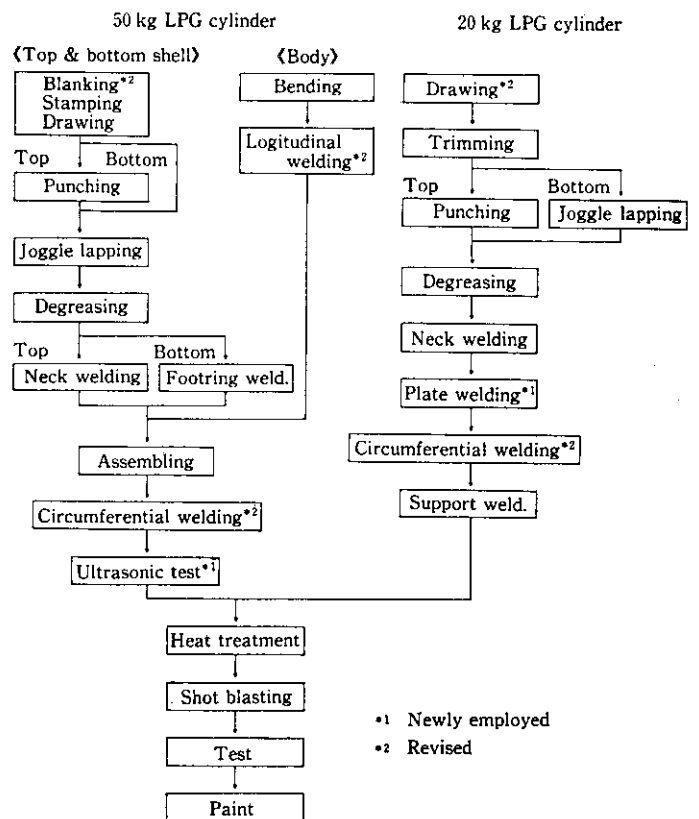 50 kg LPG cylinder
《Top & bottom shell》
Blanking*2
Stamping
Drawing
Top
Bottom
Punching
Joggle lapping
Degreasing
Top
Bottom
Neck welding
Footring weld.
《Body》
Bending
Logitudinal
welding*2
Assembling
Circumferential welding*2
Ultrasonic test*1
20 kg LPG cylinder
Drawing*2
Trimming
Top
Bottom
Punching
Joggle lapping
Degreasing
Neck welding
Plate welding*1
Circumferential welding*2
Support weld.
Heat treatment
Shot blasting
Test
Paint
*1 Newly employed
*2 Revised